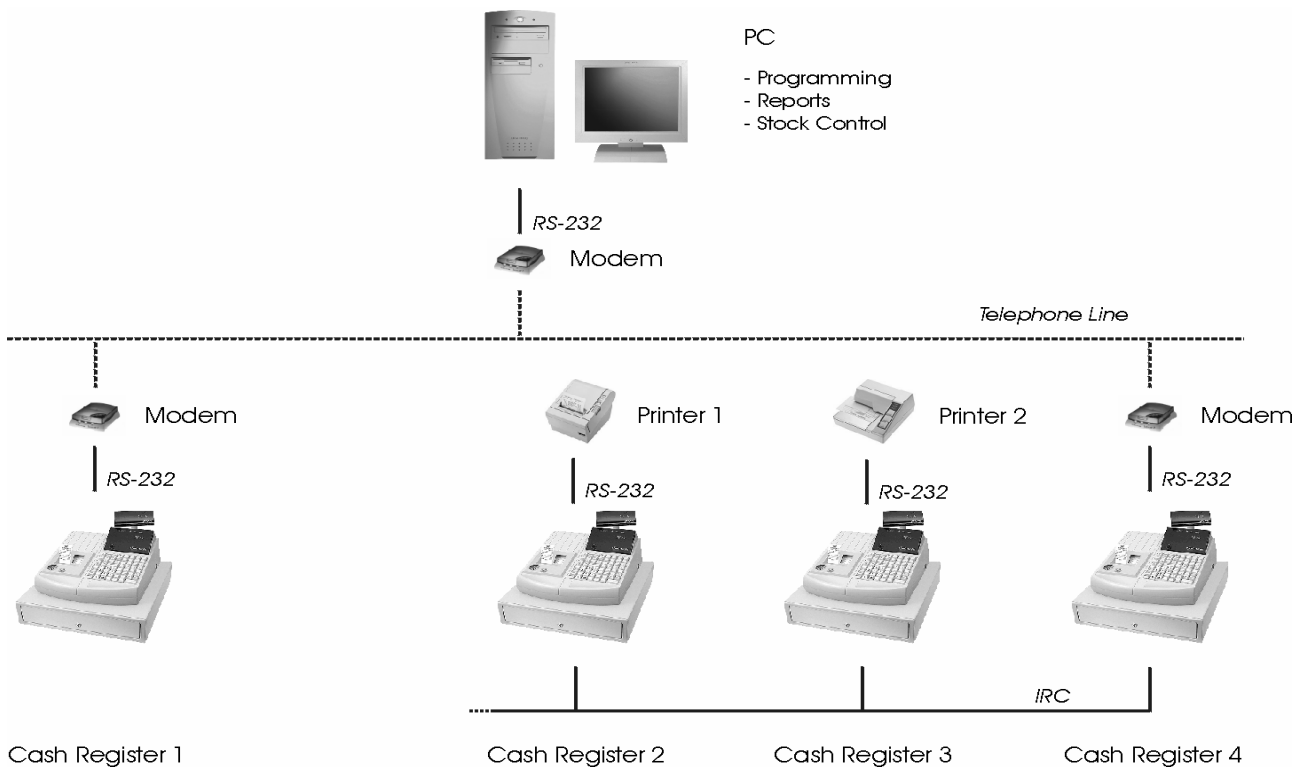 PC
- Programming
- Reports
- Stock Control
RS-232
Modem
Telephone Line
Modem
Printer 1
Printer 2
Modem
RS-232
RS-232
RS-232
RS-232
IRC
Cash Register 1
Cash Register 2
Cash Register 3
Cash Register 4